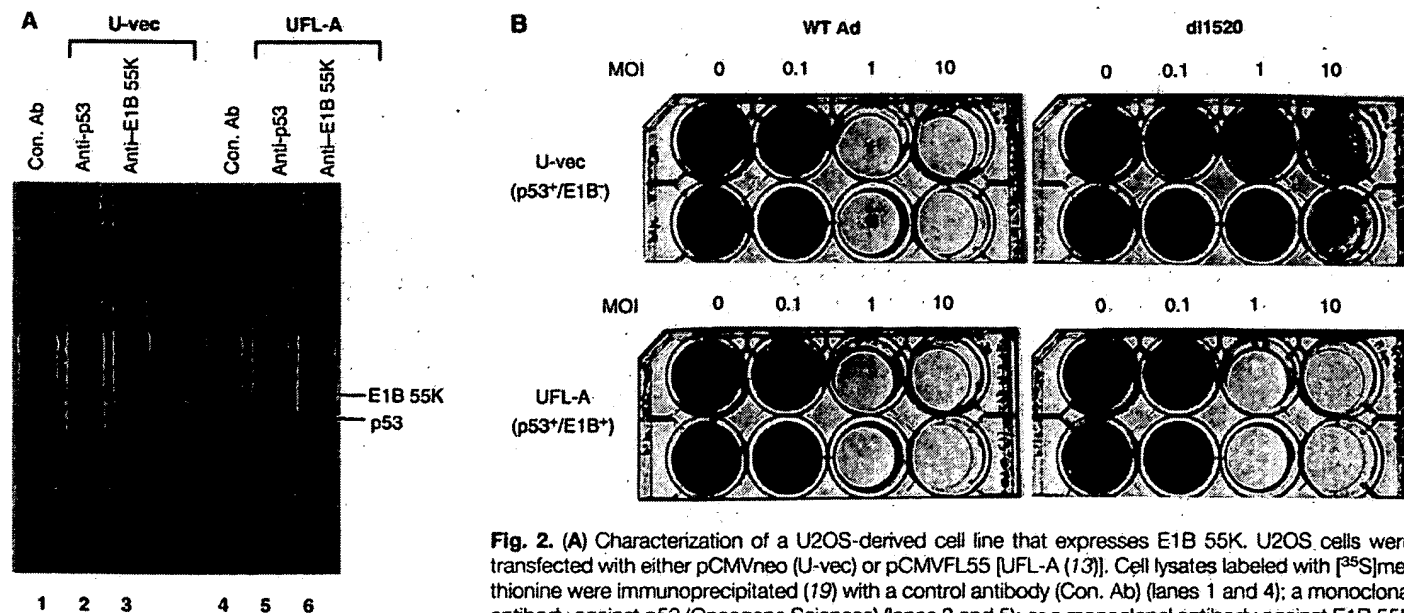 A
U-vec
UFL-A
Con. Ab
Anti-p53
Anti–E1B 55K
Con. Ab
Anti-p53
Anti–E1B 55K
E1B 55K
p53
1 2 3 4 5 6
B
WT Ad
dl1520
MOI 0 0.1 1 10 0 0.1 1 10
U-vec
(p53⁺/E1B⁻)
MOI 0 0.1 1 10 0 0.1 1 10
UFL-A
(p53⁺/E1B⁺)
Fig. 2. (A) Characterization of a U2OS-derived cell line that expresses E1B 55K. U2OS cells were
transfected with either pCMVneo (U-vec) or pCMVFL55 [UFL-A (13)]. Cell lysates labeled with [³⁵S]me-
thionine were immunoprecipitated (19) with a control antibody (Con. Ab) (lanes 1 and 4); a monoclonal